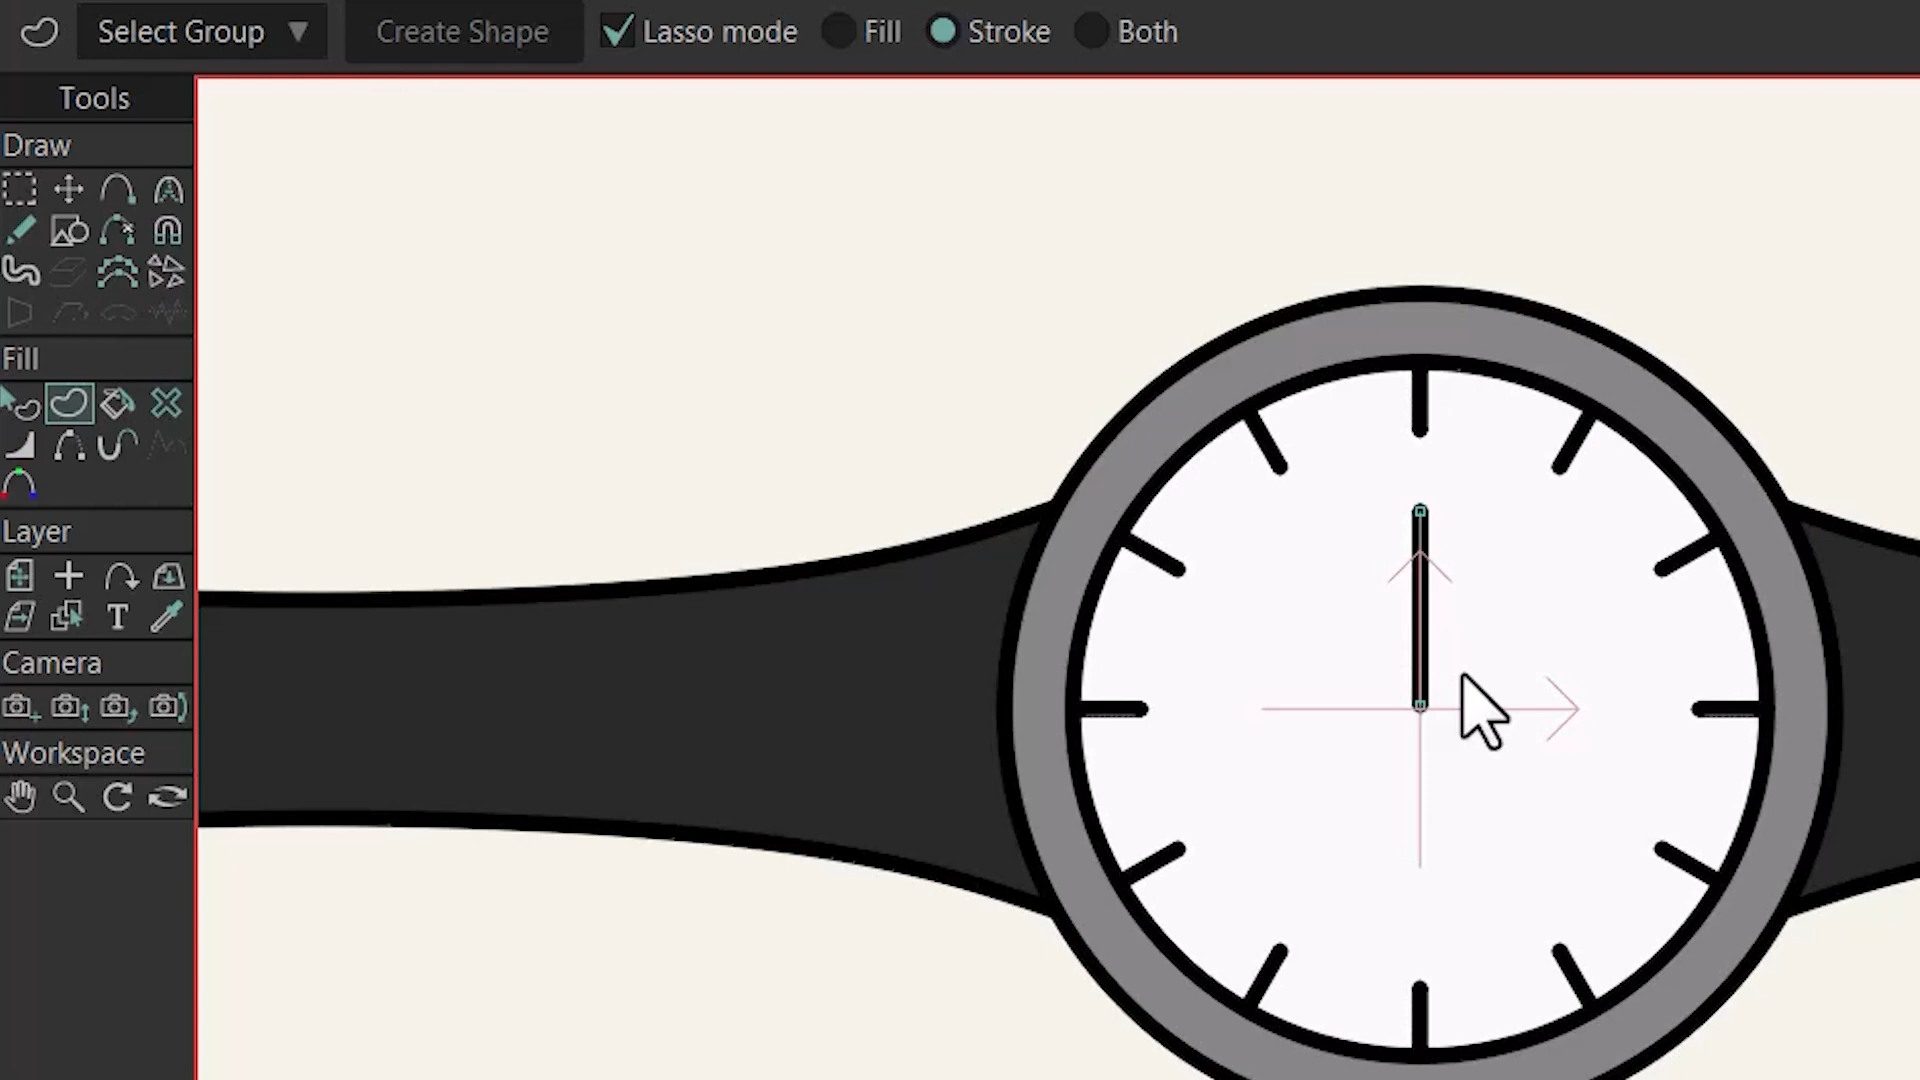 Select Group Create Shape Lasso mode Fill Stroke Both
Tools
Draw
Fill
Layer
T
Camera
Workspace